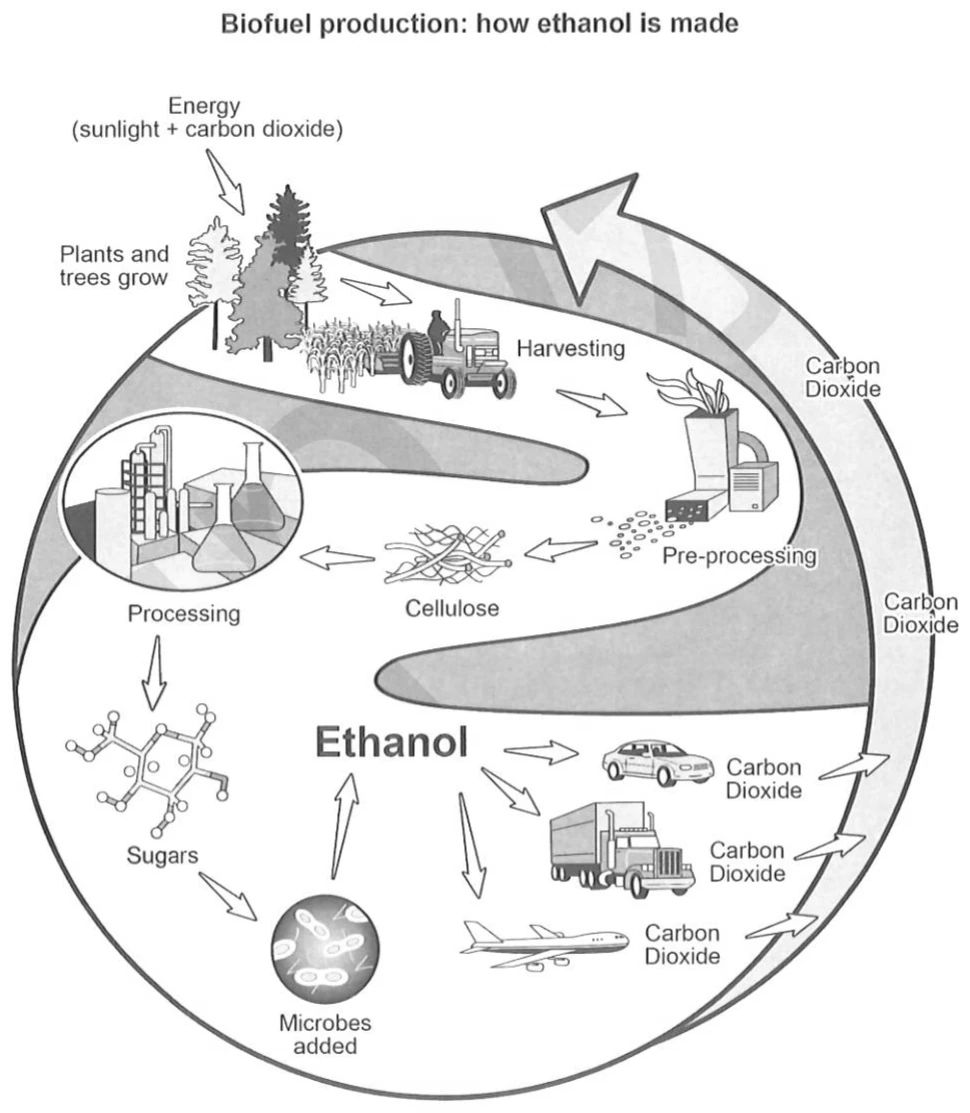 Biofuel production: how ethanol is made
Energy
(sunlight + carbon dioxide)
Plants and
trees grow
Harvesting
Carbon
Dioxide
Pre-processing
Cellulose
Processing
Carbon
Dioxide
Ethanol
Sugars
Carbon
Dioxide
Carbon
Dioxide
Carbon
Dioxide
Microbes
added